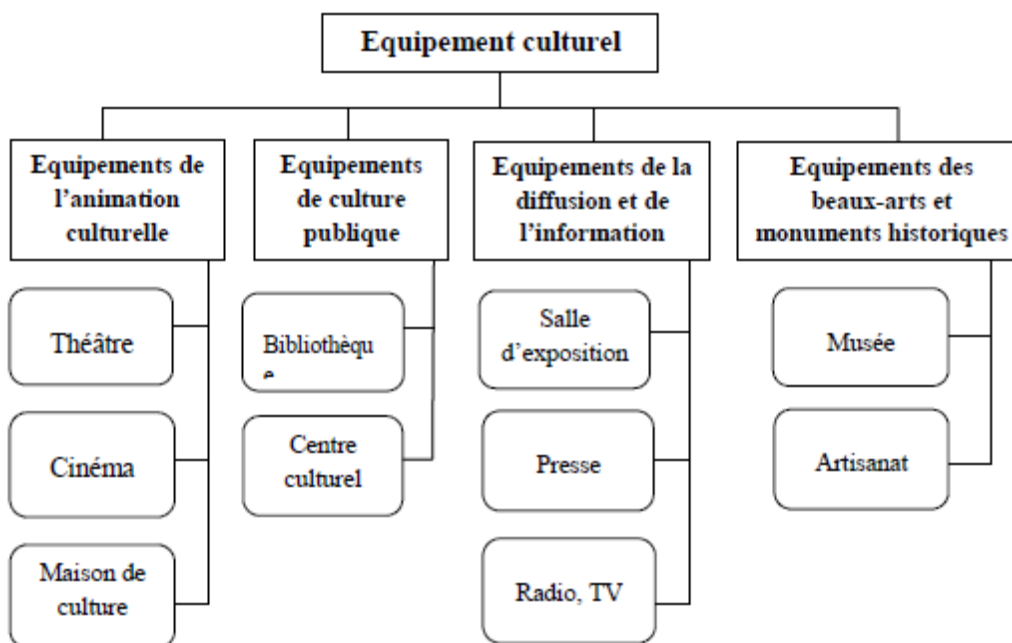 Equipement culturel
Equipements de
l'animation
culturelle
Equipements
de culture
publique
Equipements de la
diffusion et de
l'information
Equipements des
beaux-arts et
monuments historiques
Théâtre
Cinéma
Maison de
culture
Bibliothèqu
e
Centre
culturel
Salle
d'exposition
Presse
Radio, TV
Musée
Artisanat